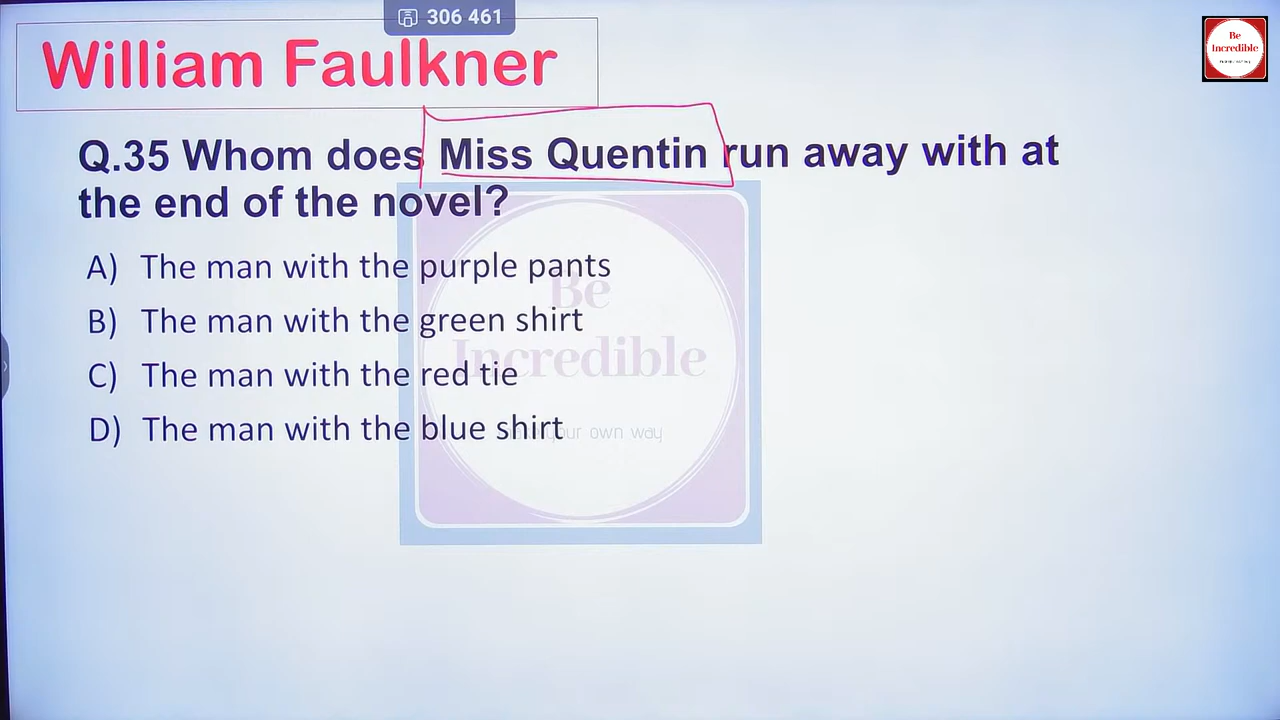 306 461
William Faulkner
Be
Incredible
Q.35 Whom does Miss Quentin run away with at
the end of the novel?
A) The man with the purple pants
B) The man with the green shirt
C) The man with the red tie
D) The man with the blue shirt
Be
Incredible
your own way